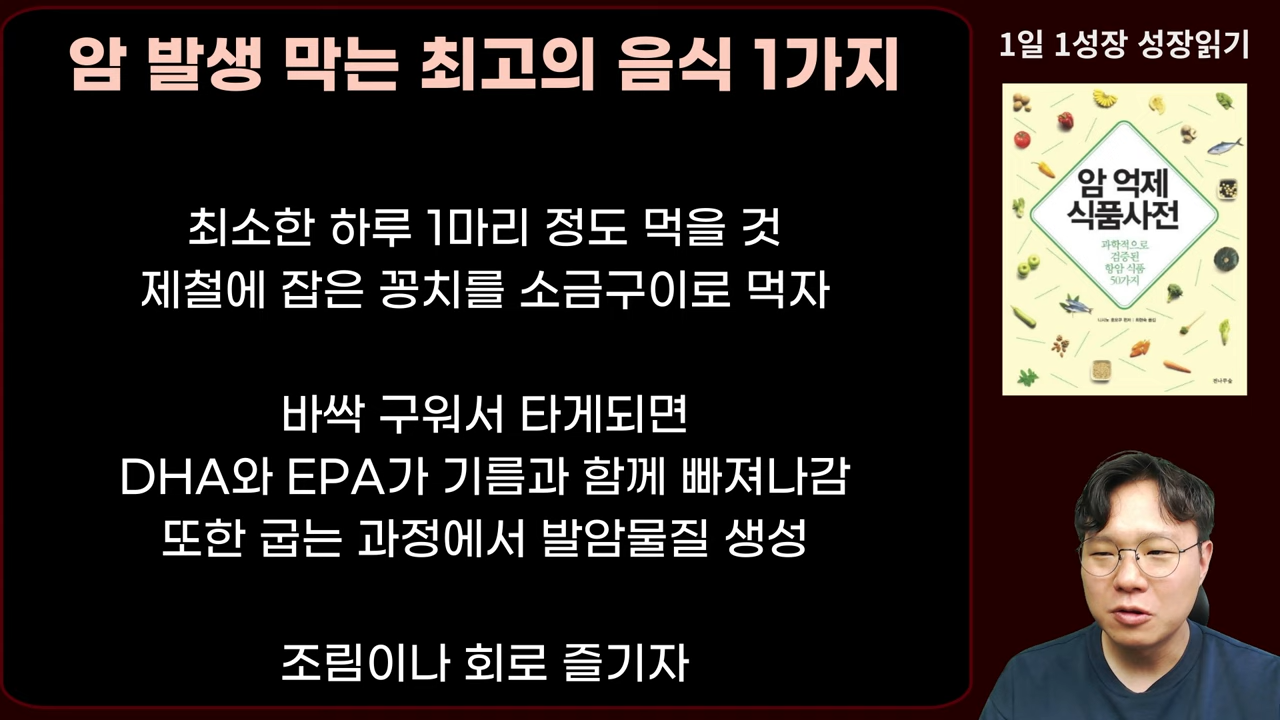 암 발생 막는 최고의 음식 1가지
최소한 하루 1마리 정도 먹을 것
제철에 잡은 꽁치를 소금구이로 먹자
바싹 구워서 타게되면
DHA와 EPA가 기름과 함께 빠져나감
또한 굽는 과정에서 발암물질 생성
조림이나 회로 즐기자
1일 1성장 성장읽기
암 억제
식품사전
과학적으로
검증된
항암 식품
50가지
전나무숲